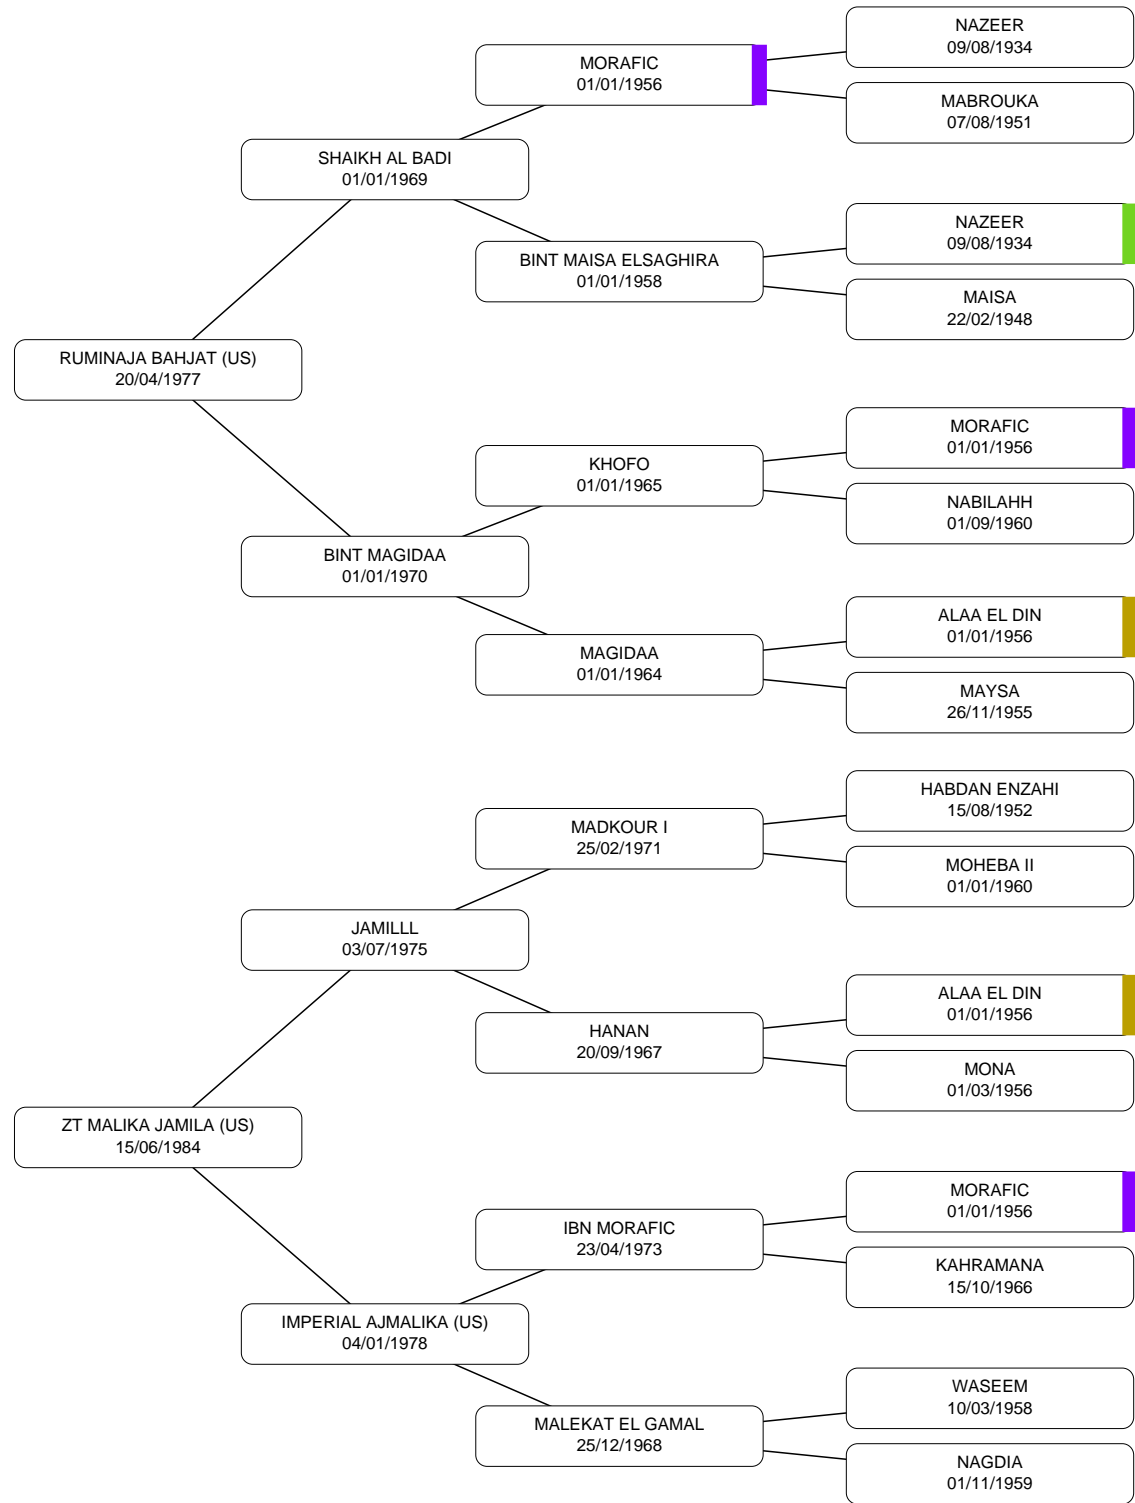 NAZEER
09/08/1934
MORAFIC
01/01/1956
MABROUKA
07/08/1951
SHAIKH AL BADI
01/01/1969
NAZEER
09/08/1934
BINT MAISA ELSAGHIRA
01/01/1958
MAISA
22/02/1948
RUMINAJA BAHJAT (US)
20/04/1977
MORAFIC
01/01/1956
KHOFO
01/01/1965
NABILAHH
01/09/1960
BINT MAGIDAA
01/01/1970
ALAA EL DIN
01/01/1956
MAGIDAA
01/01/1964
MAYSA
26/11/1955
HABDAN ENZAHI
15/08/1952
MADKOUR I
25/02/1971
MOHEBA II
01/01/1960
JAMILLL
03/07/1975
ALAA EL DIN
01/01/1956
HANAN
20/09/1967
MONA
01/03/1956
ZT MALIKA JAMILA (US)
15/06/1984
MORAFIC
01/01/1956
IBN MORAFIC
23/04/1973
KAHRAMANA
15/10/1966
IMPERIAL AJMALIKA (US)
04/01/1978
WASEEM
10/03/1958
MALEKAT EL GAMAL
25/12/1968
NAGDIA
01/11/1959